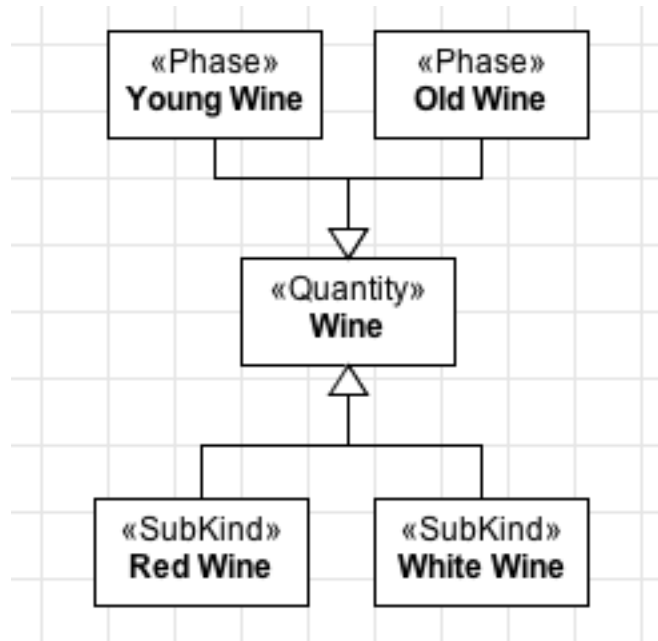 «Phase»
Young Wine
«Phase»
Old Wine
«Quantity»
Wine
«SubKind»
Red Wine
«SubKind»
White Wine